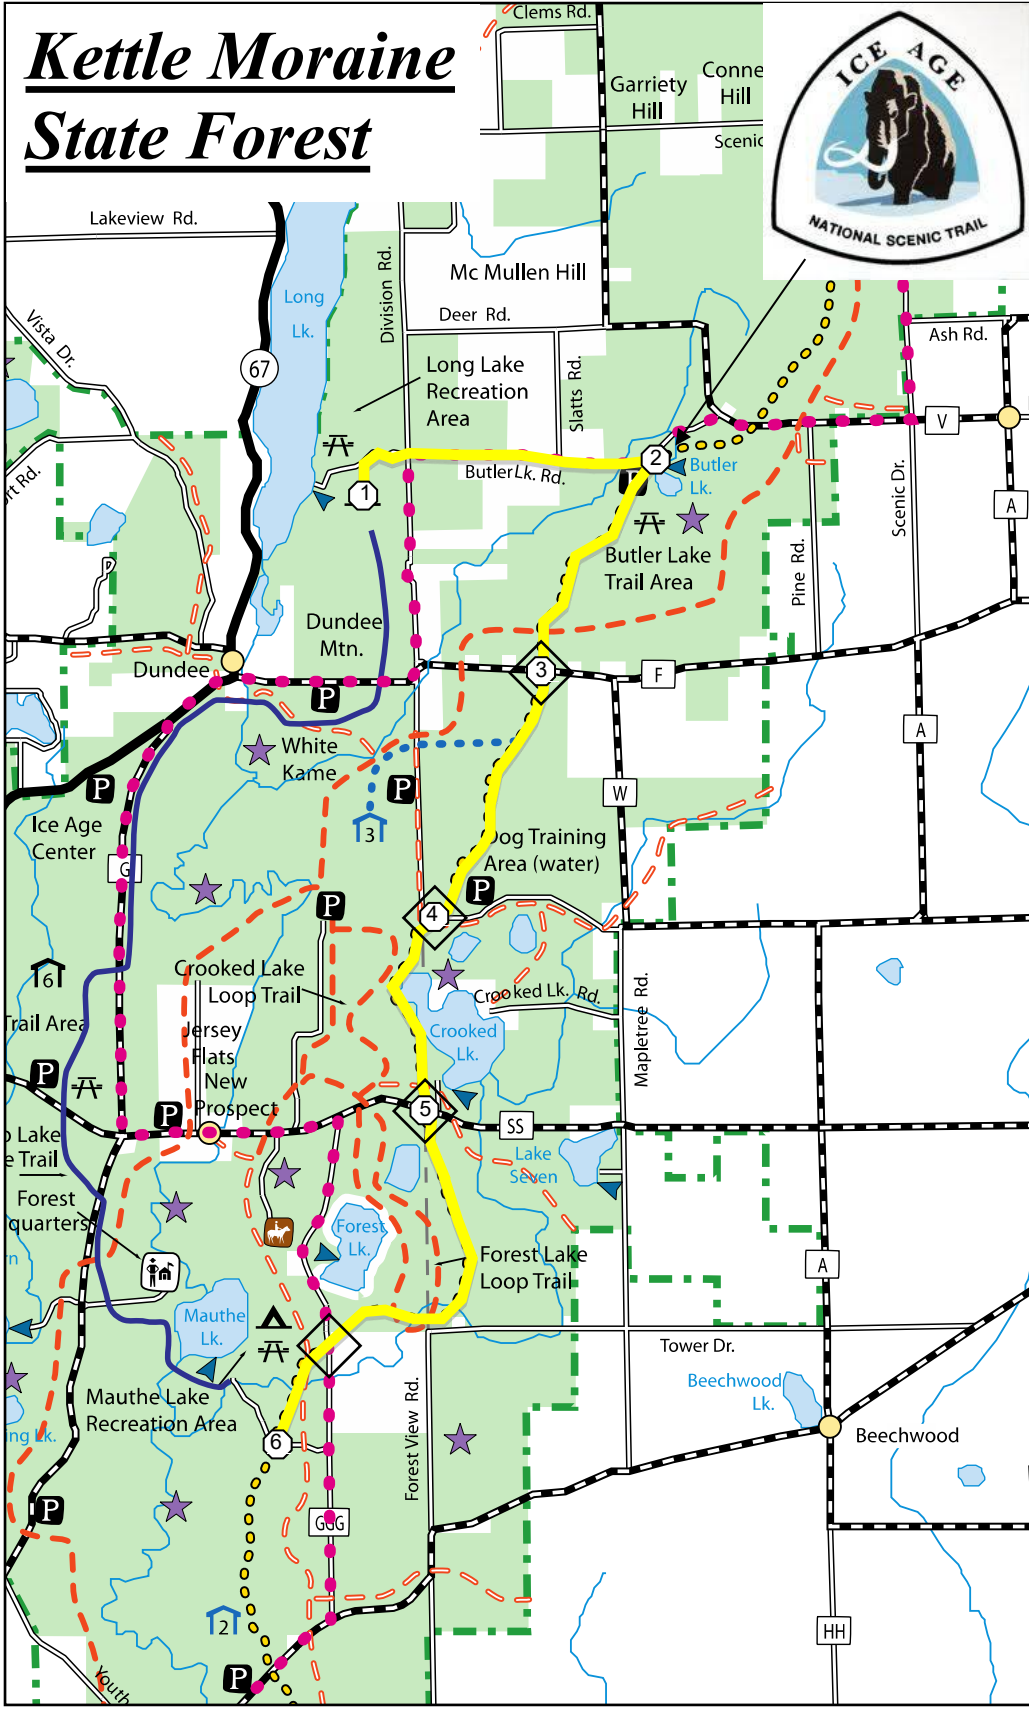 Kettle Moraine
State Forest
Clems Rd.
Garriety
Hill
Conne
Hill
Scenic
ICE AGE
NATIONAL SCENIC TRAIL
Lakeview Rd.
Long
Lk.
Division Rd.
Mc Mullen Hill
Deer Rd.
Vista Dr.
67
Long Lake
Recreation
Area
Slatts Rd.
Ash Rd.
V
A
ort Rd.
1
2
Butler Lk. Rd.
Butler
Lk.
P
Butler Lake
Trail Area
Pine Rd.
Scenic Dr.
Dundee
Mtn.
Dundee
P
3
F
A
White
Kame
P
P
W
3
Ice Age
Center
G
Dog Training
Area (water)
P
P
4
6
Crooked Lake
Loop Trail
Crooked Lk. Rd.
Mapletree Rd.
Trail Area
Jersey
Flats
New
Prospect
Crooked
Lk.
P
P
5
SS
o Lake
e Trail
Lake
Seven
Forest
quarters
Forest
Lk.
Forest Lake
Loop Trail
A
rn
Mauthe
Lk.
Tower Dr.
Mauthe Lake
Recreation Area
Beechwood
Lk.
ing Lk.
6
Forest View Rd.
Beechwood
P
GGG
2
HH
P
Youth